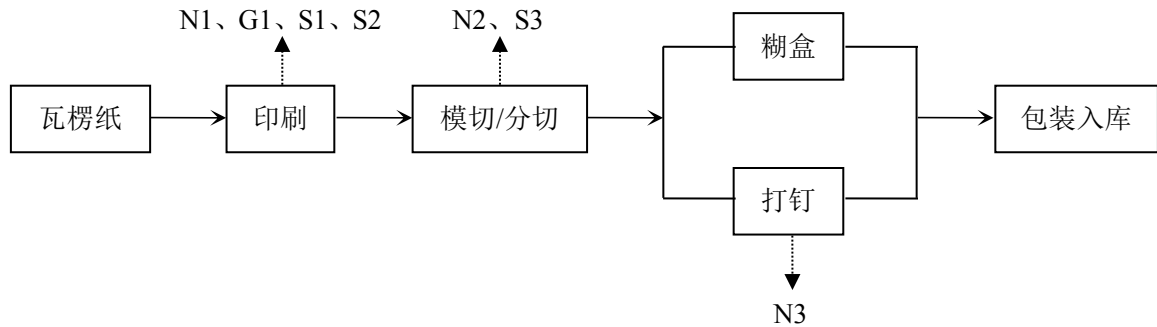 N1、G1、S1、S2
N2、S3
糊盒
瓦楞纸
印刷
模切/分切
包装入库
打钉
N3